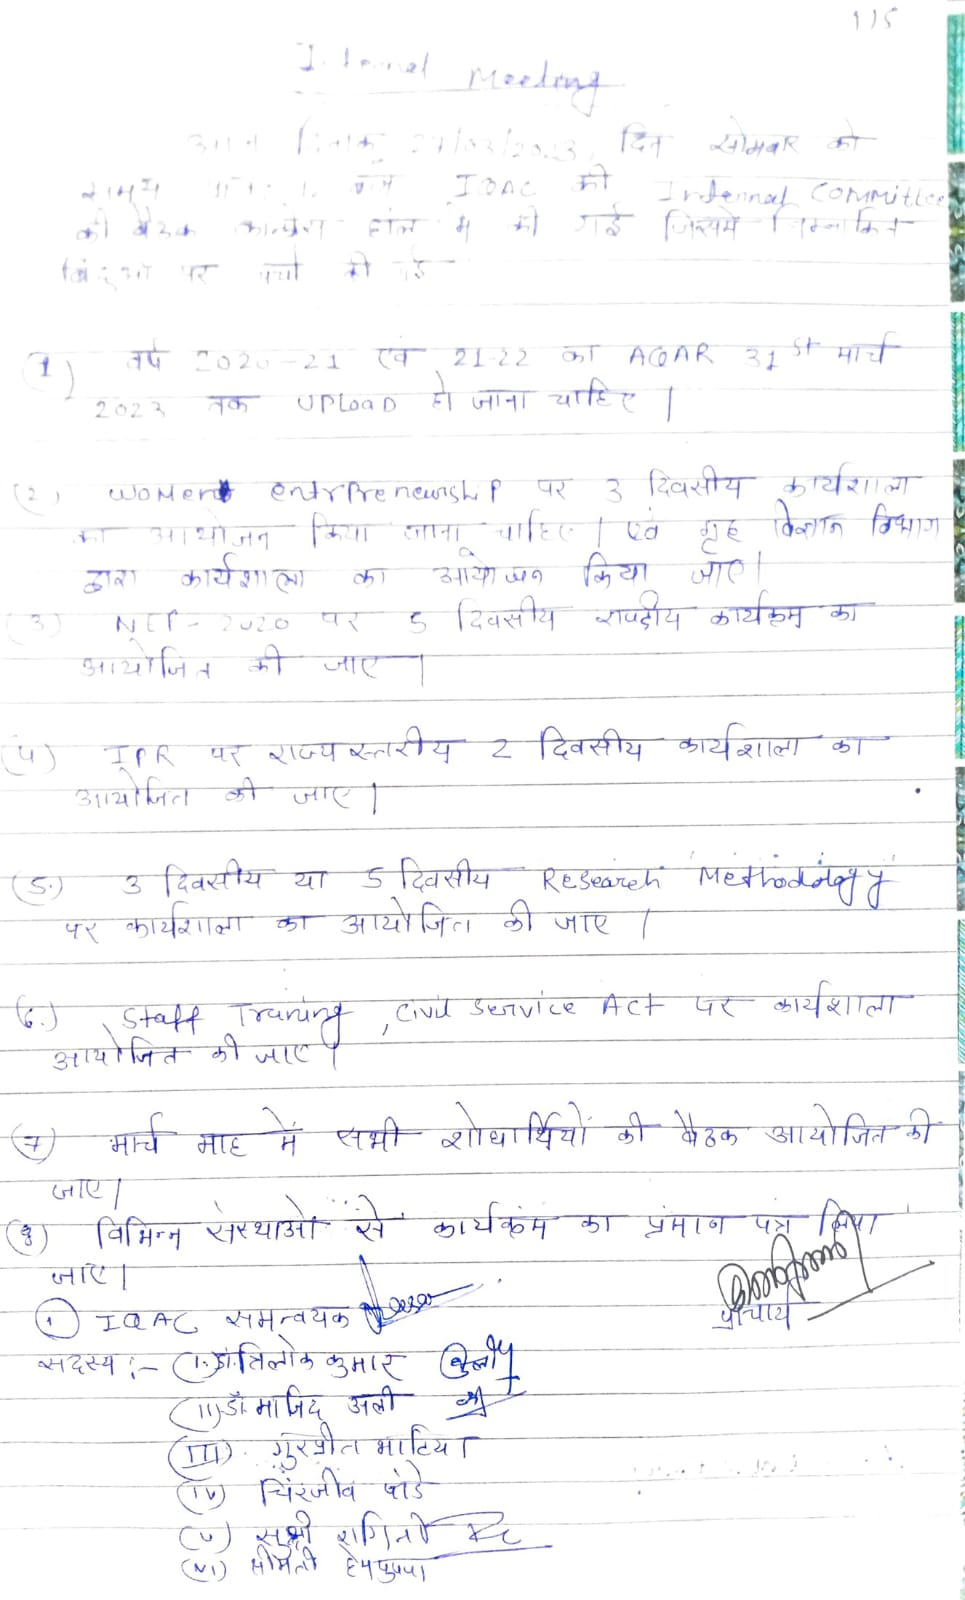 115
Internal Meeting
आज दिनांक /03/2023, दिन सोमवार को
समय IQAC की Internal Committee
की बैठक कान्फ्रेंस हॉल में की गई जिसमें निम्नांकित
बिंदुओं पर चर्चा की गई
(1) वर्ष 2020-21 एवं 21-22 का AQAR 31st मार्च
2023 तक UPLOAD हो जाना चाहिए।
(2) Women entrpreneurship पर 3 दिवसीय कार्यशाला
का आयोजन किया जाना चाहिए। एवं गृह विज्ञान विभाग
द्वारा कार्यशाला का आयोजन किया जाए।
(3) NEP-2020 पर 5 दिवसीय राष्ट्रीय कार्यक्रम का
आयोजित की जाए।
(4) IPR पर राज्य स्तरीय 2 दिवसीय कार्यशाला का
आयोजित की जाए।
(5.) 3 दिवसीय या 5 दिवसीय Research Methodology
पर कार्यशाला का आयोजित की जाए।
(6.) Staff Training, Civil Service Act पर कार्यशाला
आयोजित की जाए।
(7) मार्च माह में सभी शोधार्थियों की बैठक आयोजित की
जाए।
(8) विभिन्न संस्थाओं से कार्यक्रम का प्रमान पत्र लिया
जाए।
प्राचार्य
(1) IQAC समन्वयक
सदस्य :- (I). डॉ. त्रिलोक कुमार
(II) डॉ. माजिद अली
(III). गुरप्रीत भाटिया
(IV) चिरंजीव पांडे
(V) सुश्री रागिनी
(VI) श्रीमती हेमपुष्पा